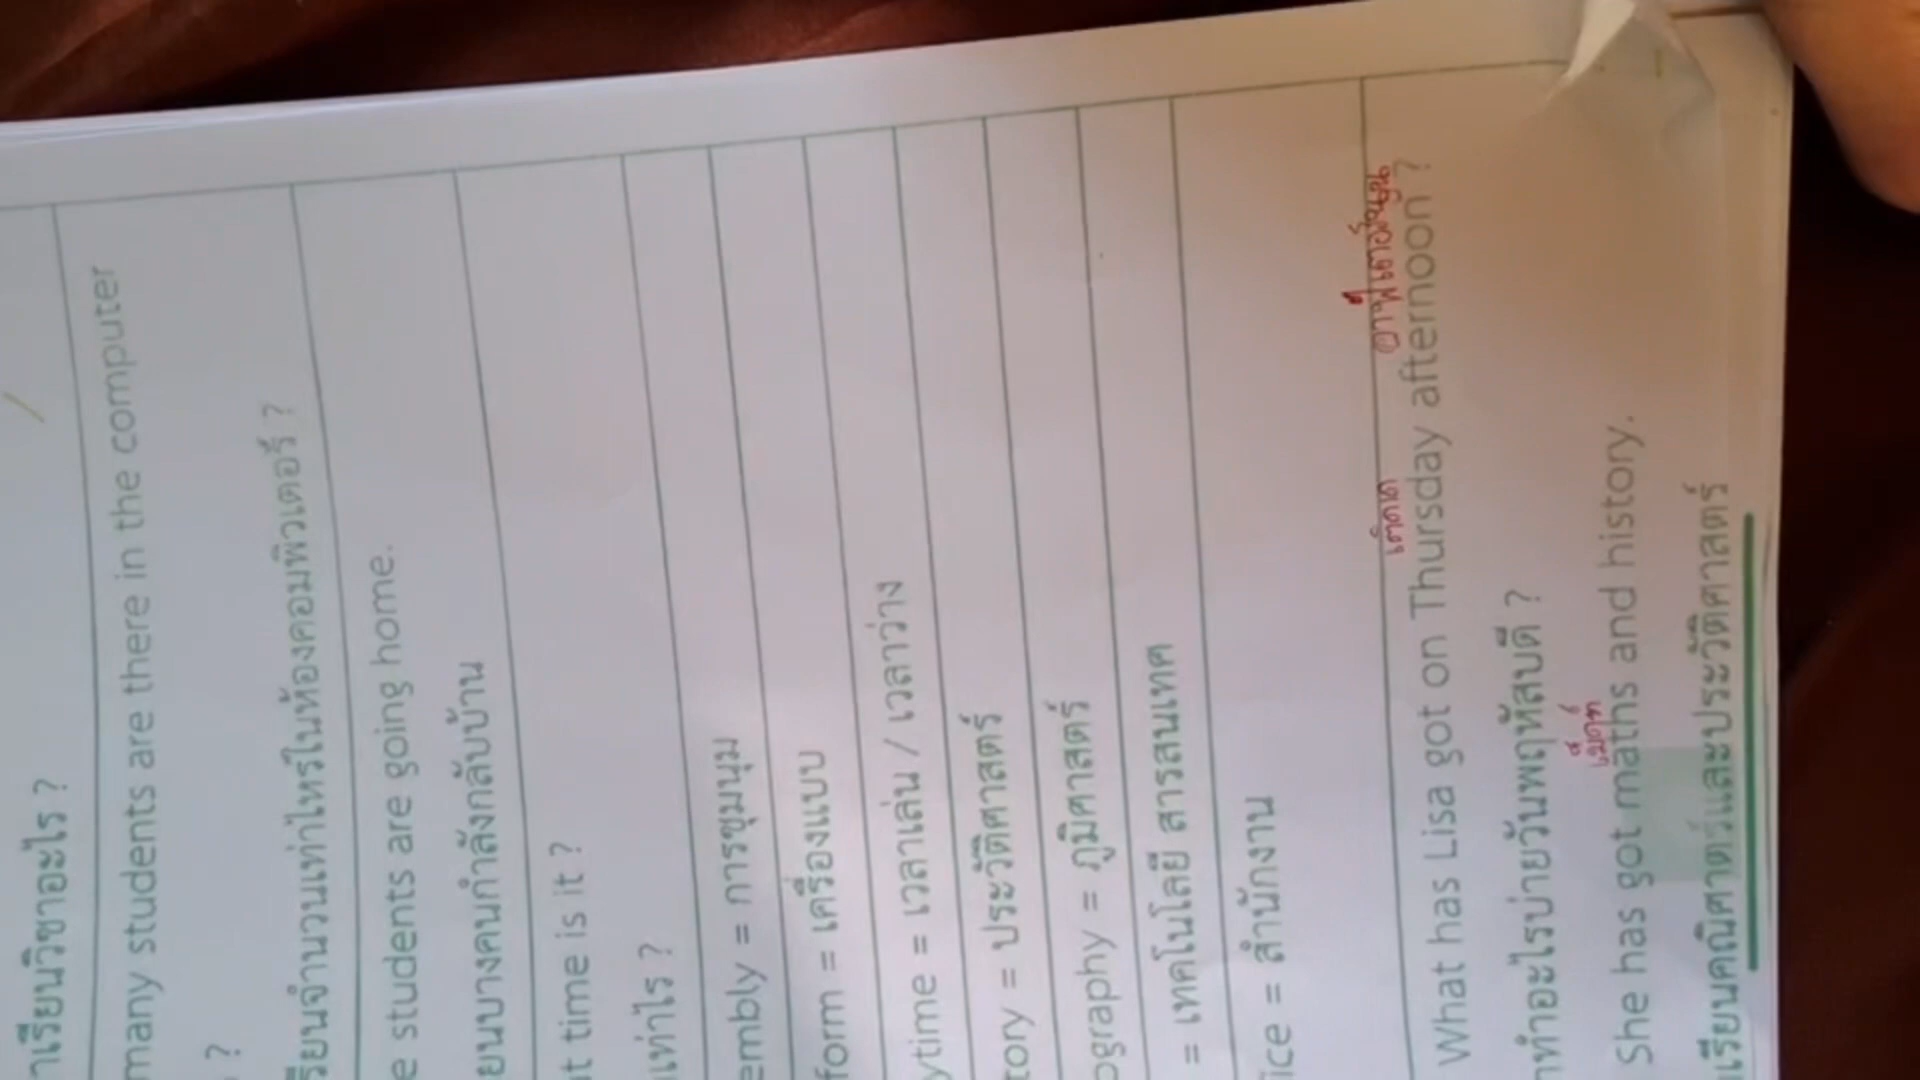 าเรียนวิชาอะไร ?
many students are there in the computer
?
รียนจำนวนเท่าไหร่ในห้องคอมพิวเตอร์ ?
e students are going home.
ยนบางคนกำลังกลับบ้าน
t time is it ?
เท่าไร ?
embly = การชุมนุม
form = เครื่องแบบ
ytime = เวลาเล่น / เวลาว่าง
tory = ประวัติศาสตร์
ography = ภูมิศาสตร์
= เทคโนโลยี สารสนเทศ
ice = สำนักงาน
What has Lisa got on Thursday afternoon ?
าทำอะไรบ่ายวันพฤหัสบดี ?
She has got maths and history.
เรียนคณิศาตร์และประวัติศาสตร์